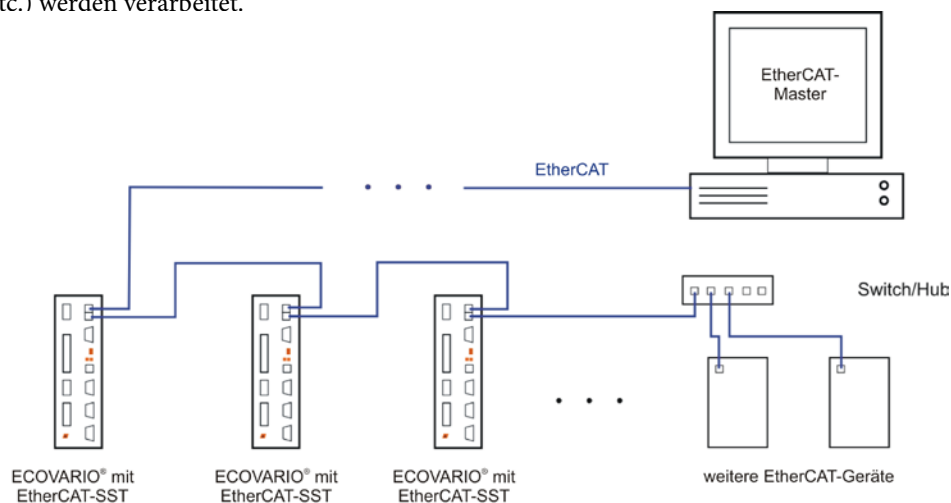 tc.) werden verarbeitet.
EtherCAT-
Master
EtherCAT
Switch/Hub
ECOVARIO® mit
EtherCAT-SST
ECOVARIO® mit
EtherCAT-SST
ECOVARIO® mit
EtherCAT-SST
weitere EtherCAT-Geräte